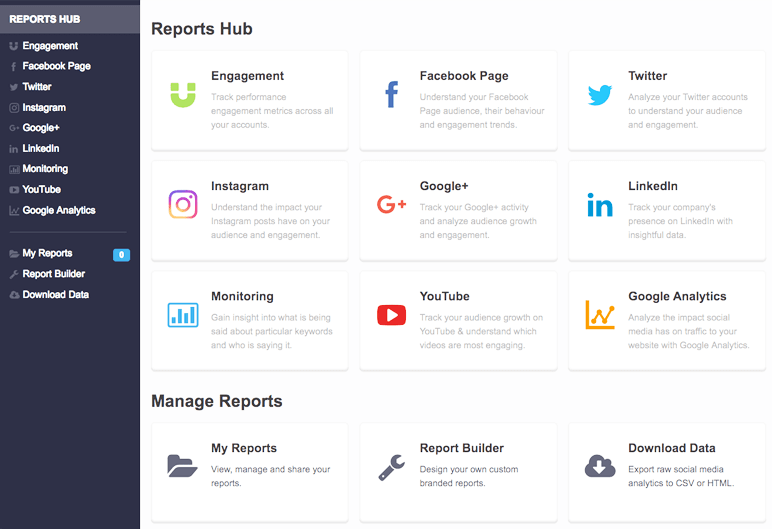 REPORTS HUB
Engagement
Facebook Page
Twitter
Instagram
Google+
LinkedIn
Monitoring
YouTube
Google Analytics
My Reports 0
Report Builder
Download Data
Reports Hub
Engagement
Track performance
engagement metrics across all
your accounts.
Facebook Page
Understand your Facebook
Page audience, their behaviour
and engagement trends.
Twitter
Analyze your Twitter accounts
to understand your audience
and engagement.
Instagram
Understand the impact your
Instagram posts have on your
audience and engagement.
Google+
Track your Google+ activity
and analyze audience growth
and engagement.
LinkedIn
Track your company's
presence on LinkedIn with
insightful data.
Monitoring
Gain insight into what is being
said about particular keywords
and who is saying it.
YouTube
Track your audience growth on
YouTube & understand which
videos are most engaging.
Google Analytics
Analyze the impact social
media has on traffic to your
website with Google Analytics.
Manage Reports
My Reports
View, manage and share your
reports.
Report Builder
Design your own custom
branded reports.
Download Data
Export raw social media
analytics to CSV or HTML.